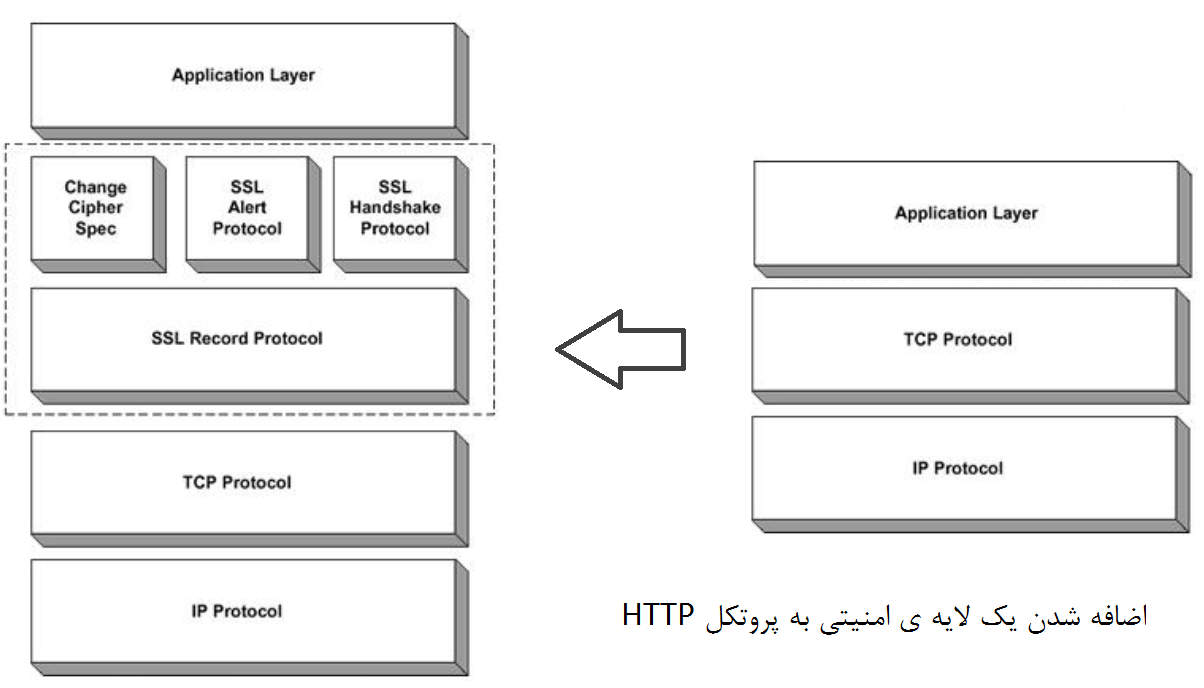 Application Layer
Change
Cipher
Spec
SSL
Alert
Protocol
SSL
Handshake
Protocol
SSL Record Protocol
TCP Protocol
IP Protocol
Application Layer
TCP Protocol
IP Protocol
اضافه شدن یک لایه ی امنیتی به پروتکل HTTP